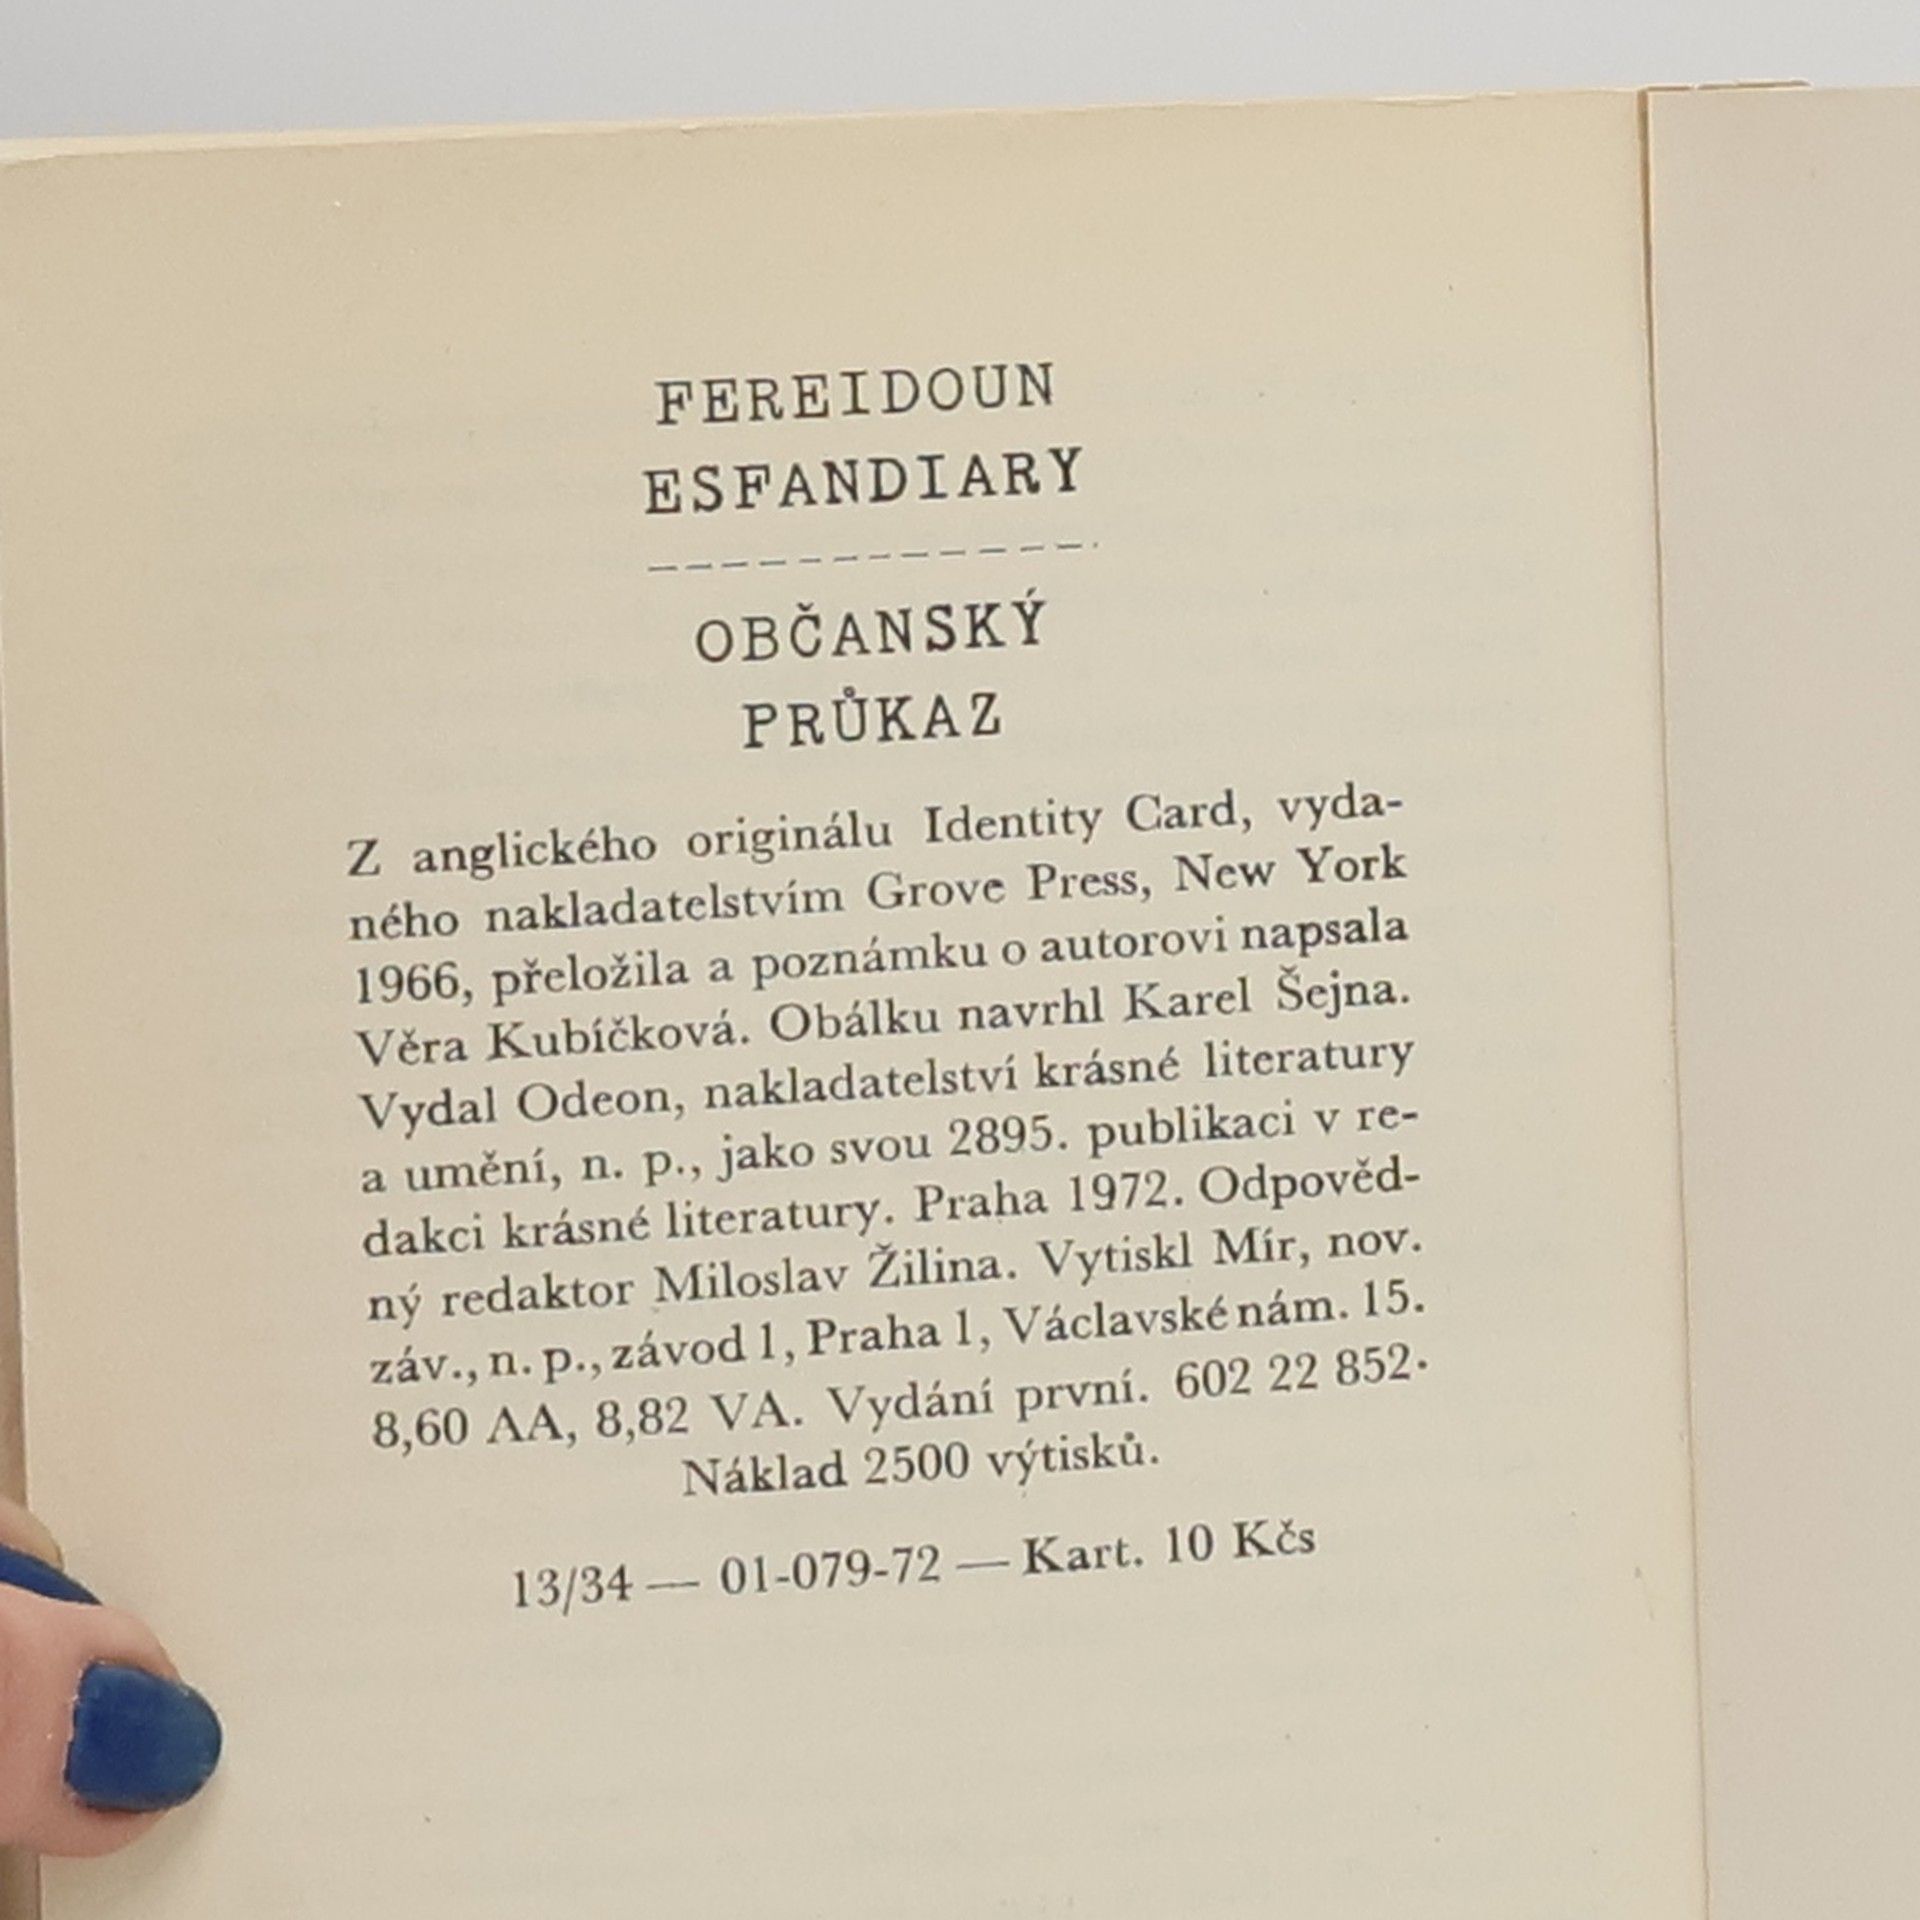 FEREIDOUN
ESFANDIARY
OBČANSKÝ
PRŮKAZ
Z anglického originálu Identity Card, vyda-
ného nakladatelstvím Grove Press, New York
1966, přeložila a poznámku o autorovi napsala
Věra Kubíčková. Obálku navrhl Karel Šejna.
Vydal Odeon, nakladatelství krásné literatury
a umění, n. p., jako svou 2895. publikaci v re-
dakci krásné literatury. Praha 1972. Odpověd-
ný redaktor Miloslav Žilina. Vytiskl Mír, nov.
záv., n. p., závod 1, Praha 1, Václavské nám. 15.
8,60 AA, 8,82 VA. Vydání první. 602 22 852.
Náklad 2500 výtisků.
13/34 — 01-079-72 — Kart. 10 Kčs